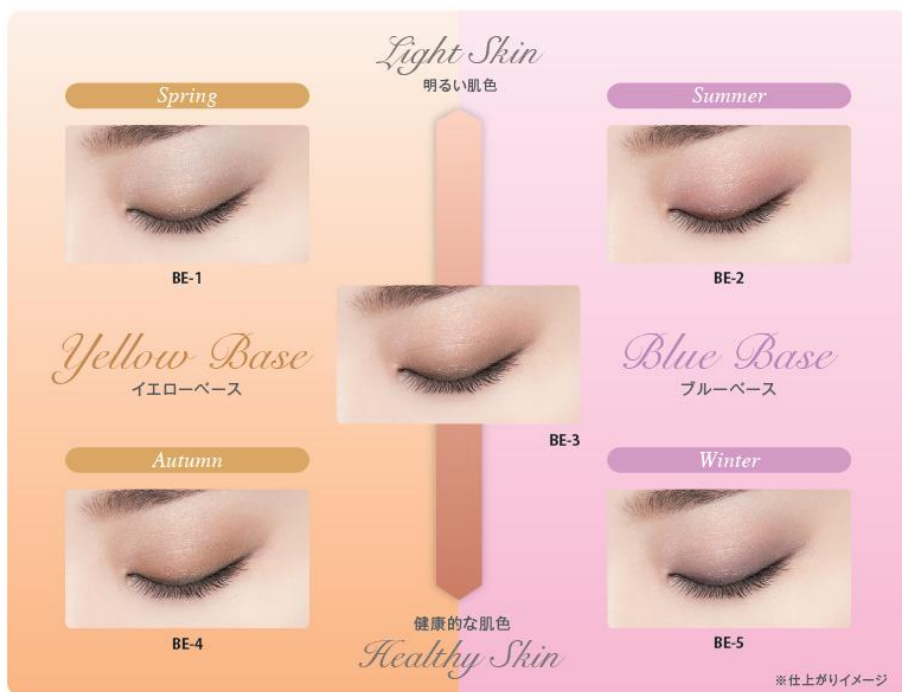 Light Skin
明るい肌色
Spring
Summer
BE-1
BE-2
Yellow Base
イエローベース
Blue Base
ブルーベース
BE-3
Autumn
Winter
BE-4
BE-5
健康的な肌色
Healthy Skin
※仕上がりイメージ